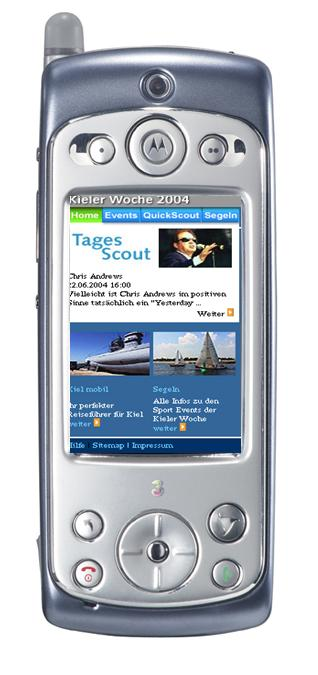 Kieler Woche 2004
Home Events QuickScout Segeln
Tages
Scout
Chris Andrews
22.06.2004 16:00
Vielleicht ist Chris Andrews im positiven
Sinne tatsächlich ein "Yesterday ...
Weiter
Kiel mobil
Ihr perfekter
Reiseführer für Kiel
weiter
Segeln
Alle Infos zu den
Sport Events der
Kieler Woche
weiter
Hilfe Sitemap | Impressum
3